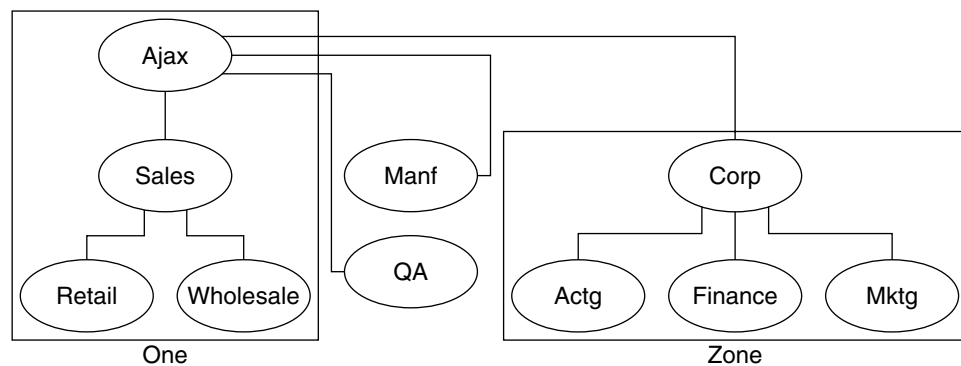 Ajax
Sales
Manf
Corp
QA
Retail
Wholesale
Actg
Finance
Mktg
One
Zone